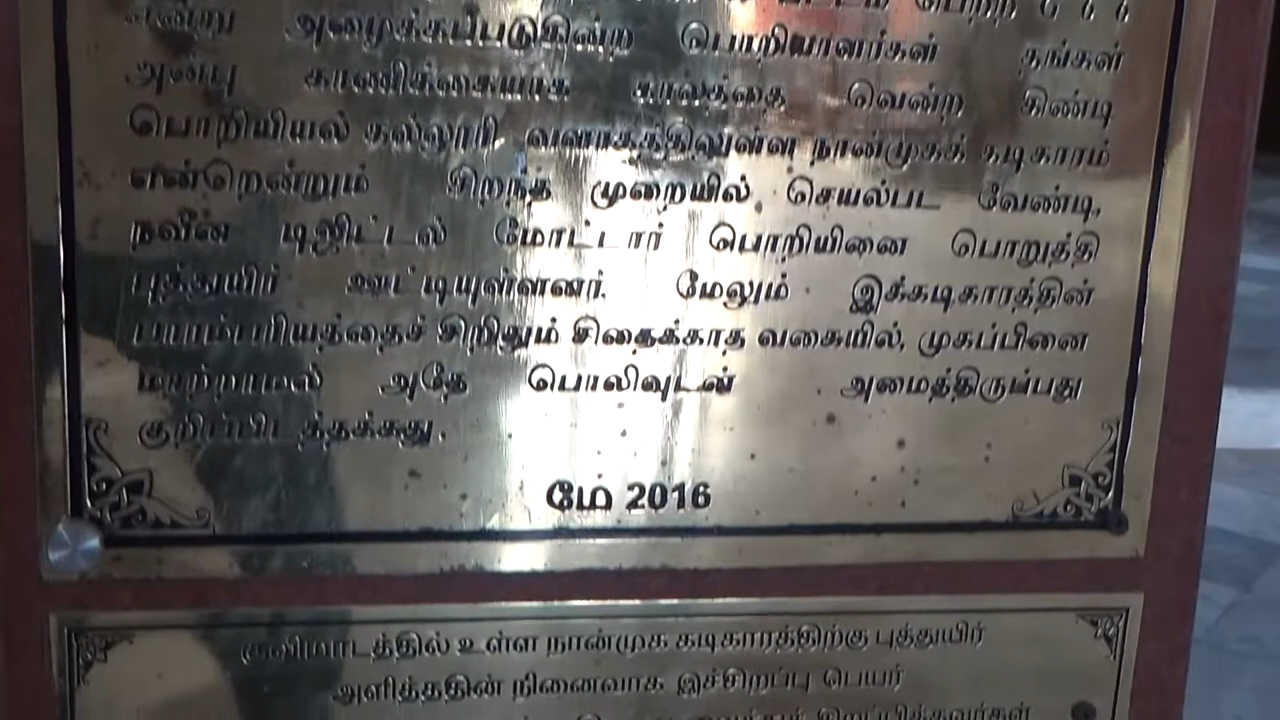 என்று அழைக்கப்படுகின்ற பொறியாளர்கள் தங்கள்
அன்பு காணிக்கையாக காலத்தை வென்ற கிண்டி
பொறியியல் கல்லூரி வளாகத்திலுள்ள நான்முகக் கடிகாரம்
என்றென்றும் சிறந்த முறையில் செயல்பட வேண்டி,
நவீன டிஜிட்டல் மோட்டார் பொறியினை பொறுத்தி
புத்துயிர் ஊட்டியுள்ளனர். மேலும் இக்கடிகாரத்தின்
பாரம்பரியத்தைச் சிறிதும் சிதைக்காத வகையில், முகப்பினை
மாற்றாமல் அதே பொலிவுடன் அமைத்திருப்பது
குறிப்பிடத்தக்கது.
மே 2016
குவிமாடத்தில் உள்ள நான்முக கடிகாரத்திற்கு புத்துயிர்
அளித்ததின் நினைவாக இச்சிறப்பு பெயர்